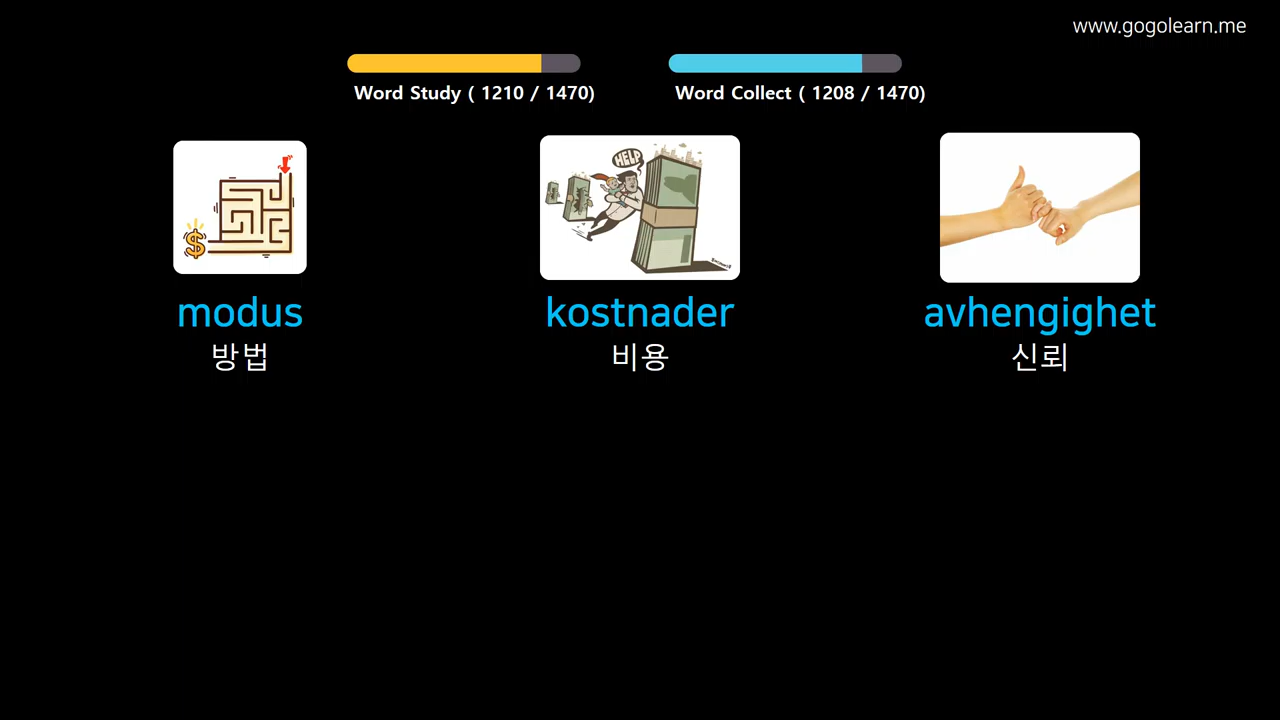 www.gogolearn.me
Word Study ( 1210 / 1470)
Word Collect ( 1208 / 1470)
HELP
modus
kostnader
avhengighet
방법
비용
신뢰